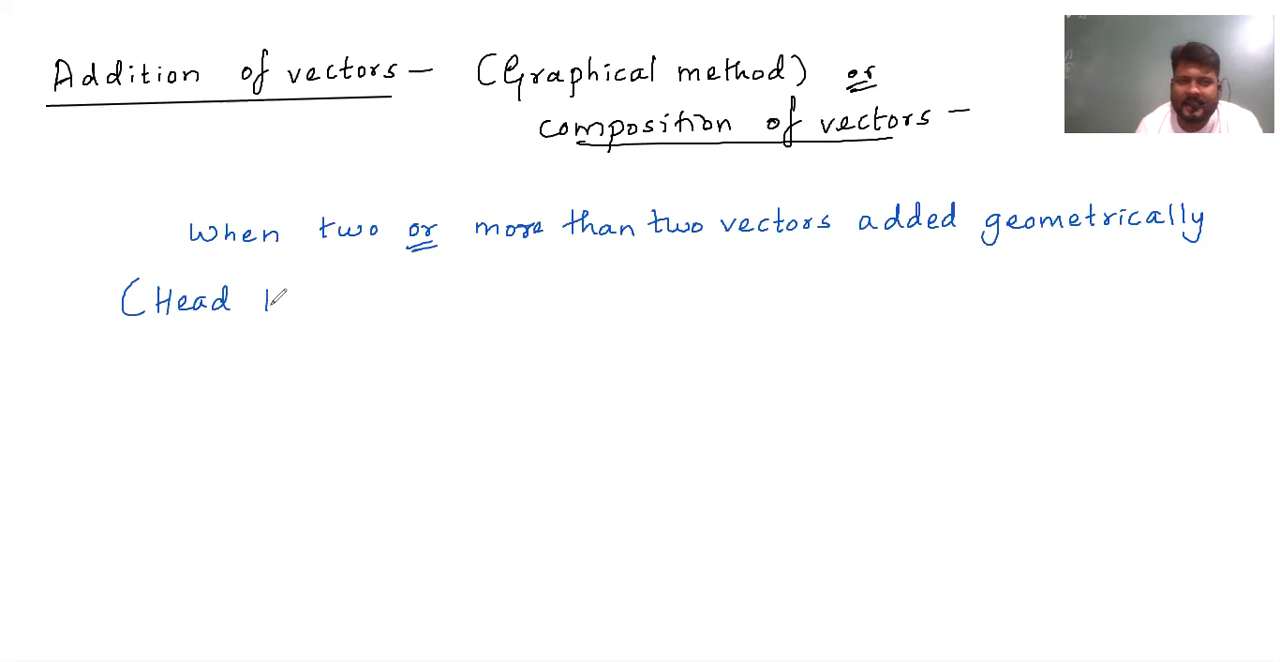 Addition of vectors - (Graphical method) or
composition of vectors -
When two or more than two vectors added geometrically
(Head